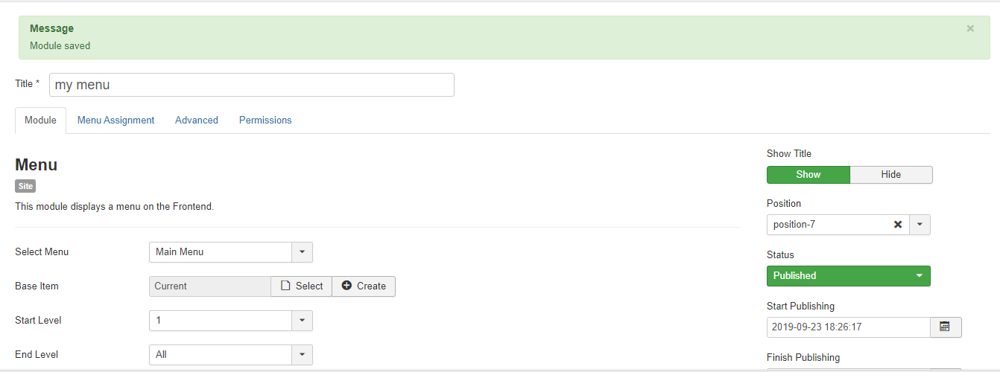 Message
×
Module saved
Title *
my menu
Module
Menu Assignment
Advanced
Permissions
Menu
Site
This module displays a menu on the Frontend.
Select Menu
Main Menu
Base Item
Current
Select
Create
Start Level
1
End Level
All
Show Title
Show
Hide
Position
position-7
Status
Published
Start Publishing
2019-09-23 18:26:17
Finish Publishing